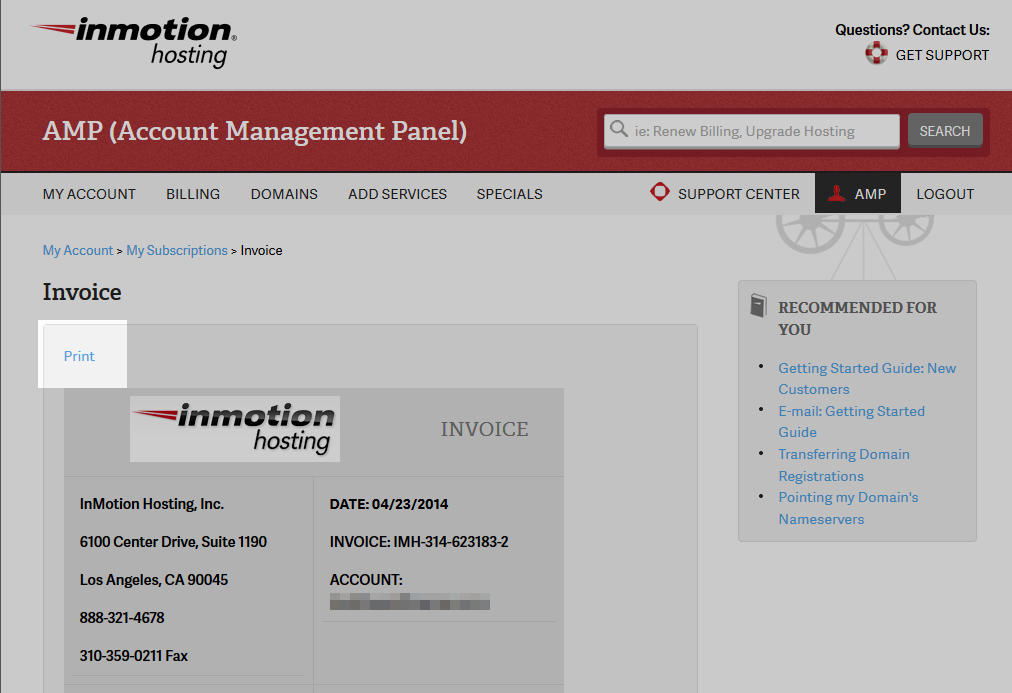 inmotion®
hosting
Questions? Contact Us:
GET SUPPORT
AMP (Account Management Panel)
ie: Renew Billing, Upgrade Hosting
SEARCH
MY ACCOUNT BILLING DOMAINS ADD SERVICES SPECIALS SUPPORT CENTER AMP LOGOUT
My Account > My Subscriptions > Invoice
Invoice
Print
inmotion
hosting
INVOICE
InMotion Hosting, Inc.
6100 Center Drive, Suite 1190
Los Angeles, CA 90045
888-321-4678
310-359-0211 Fax
DATE: 04/23/2014
INVOICE: IMH-314-623183-2
ACCOUNT:
RECOMMENDED FOR
YOU
• Getting Started Guide: New
Customers
• E-mail: Getting Started
Guide
• Transferring Domain
Registrations
• Pointing my Domain's
Nameservers